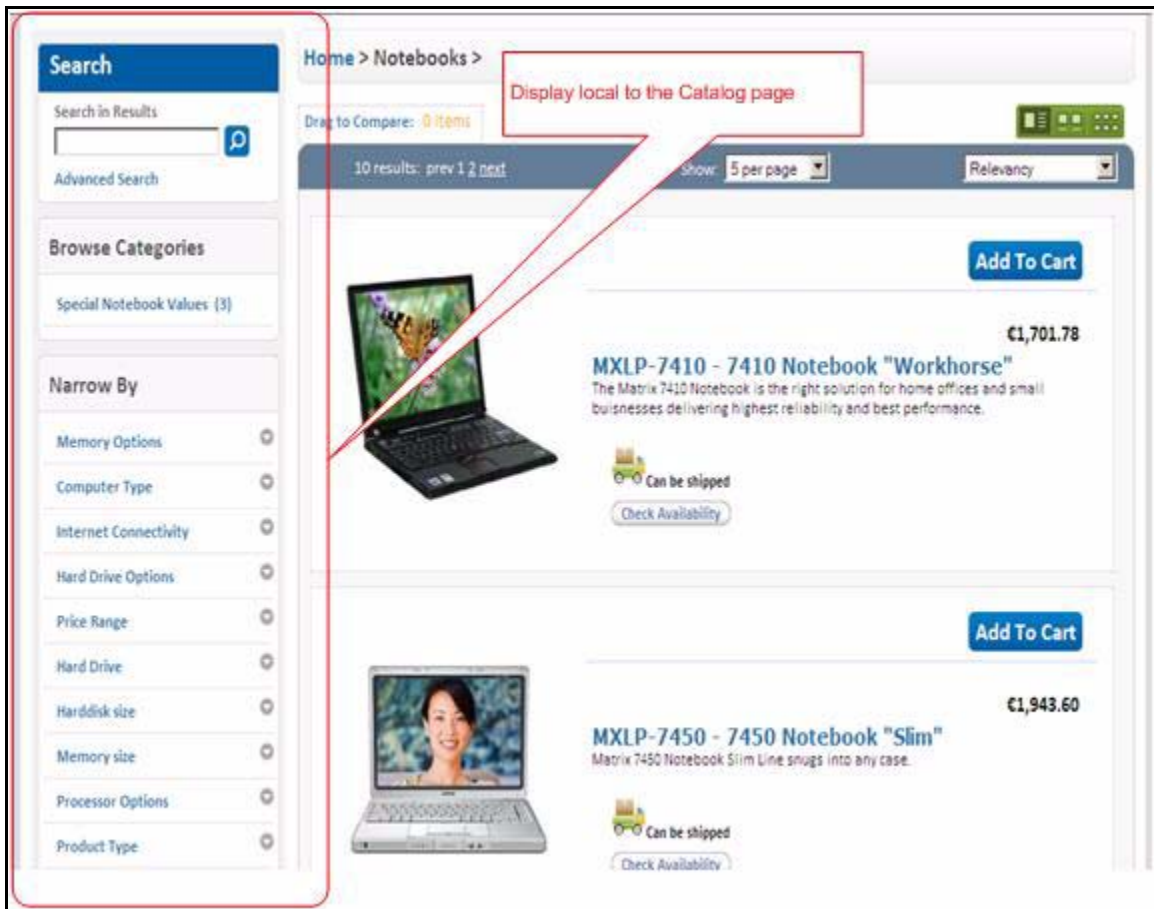 Search
Search in Results
Advanced Search
Browse Categories
Special Notebook Values (3)
Narrow By
Memory Options
Computer Type
Internet Connectivity
Hard Drive Options
Price Range
Hard Drive
Harddisk size
Memory size
Processor Options
Product Type
Home > Notebooks >
Display local to the Catalog page
Drag to Compare: 0 items
10 results: prev 1 2 next
Show: 5 per page
Relevancy
Add To Cart
€1,701.78
MXLP-7410 - 7410 Notebook "Workhorse"
The Matrix 7410 Notebook is the right solution for home offices and small
buisnesses delivering highest reliability and best performance.
Can be shipped
Check Availability
Add To Cart
€1,943.60
MXLP-7450 - 7450 Notebook "Slim"
Matrix 7450 Notebook Slim Line snugs into any case.
Can be shipped
Check Availability